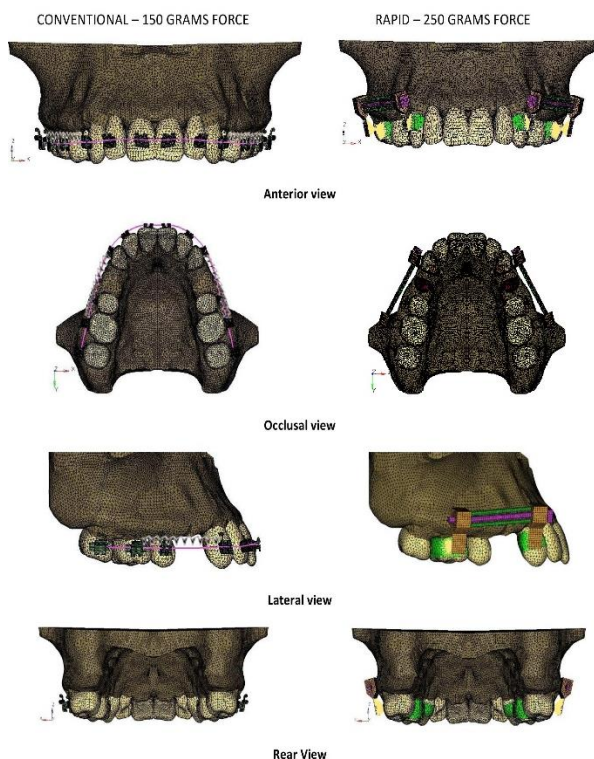 CONVENTIONAL – 150 GRAMS FORCE
RAPID – 250 GRAMS FORCE
Anterior view
Occlusal view
Lateral view
Rear View